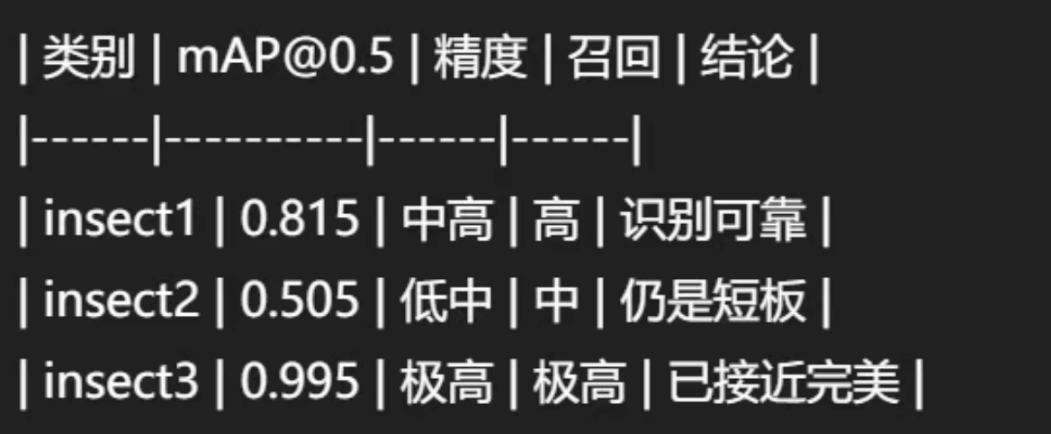 | 类别 | mAP@0.5 | 精度 | 召回 | 结论 |
|------|----------|------|------|
| insect1 | 0.815 | 中高 | 高 | 识别可靠 |
| insect2 | 0.505 | 低中 | 中 | 仍是短板 |
| insect3 | 0.995 | 极高 | 极高 | 已接近完美 |